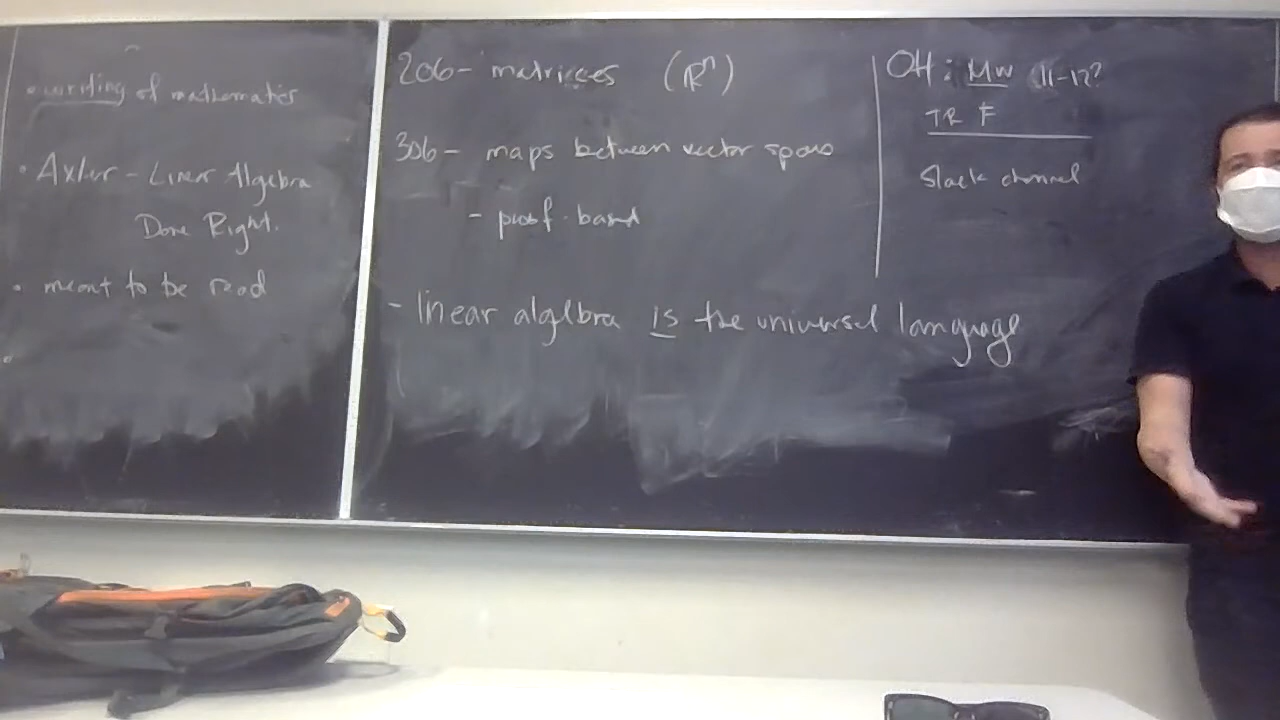 • writing of mathematics
• Axler - Linear Algebra
Done Right.
• meant to be read
206 - matrices (Rⁿ)
306 - maps between vector spaces
- proof-based
- linear algebra is the universal language
OH: MW 11-12?
TR F
Slack channel